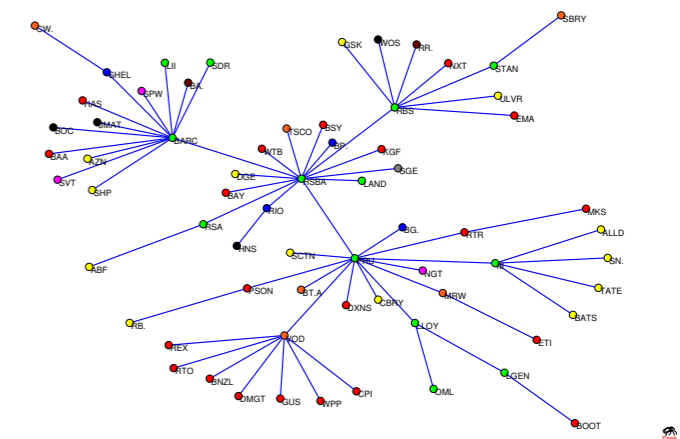 SBRY
CW.
GSK
WOS
RR.
NXT
STAN
LII
SDR
SHEL
SPW
BA.
ULVR
HAS
RBS
EMA
SMAT
BOC
BARC
TSCO
BSY
BP.
WTB
KGF
BAA
AZN
SGE
DGE
HSBA
LAND
SVT
SHP
BAY
RIO
MKS
RSA
BG.
RTR
ALLD
HNS
SCTN
PRU
SN.
ABF
NGT
PSON
BT.A
MRW
TATE
DXNS
CBRY
RB.
LLOY
BATS
VOD
ETI
REX
RTO
LGEN
BNZL
OML
CPI
DMGT
GUS
WPP
BOOT